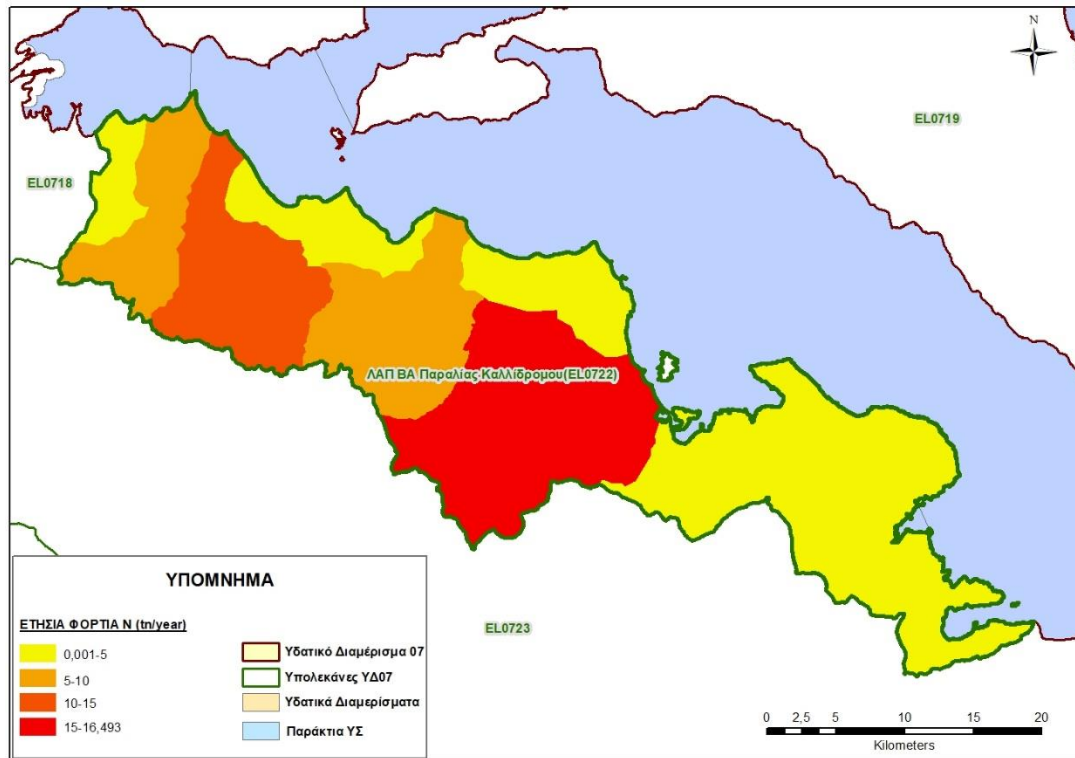 N
EL0719
EL0718
ΛΑΠ ΒΑ Παραλίας Καλλίδρομου(EL0722)
EL0723
ΥΠΟΜΝΗΜΑ
ΕΤΗΣΙΑ ΦΟΡΤΙΑ Ν (tn/year)
0,001-5
5-10
10-15
15-16,493
Υδατικό Διαμέρισμα 07
Υπολεκάνες ΥΔ07
Υδατικά Διαμερίσματα
Παράκτια ΥΣ
0 2,5 5 10 15 20
Kilometers